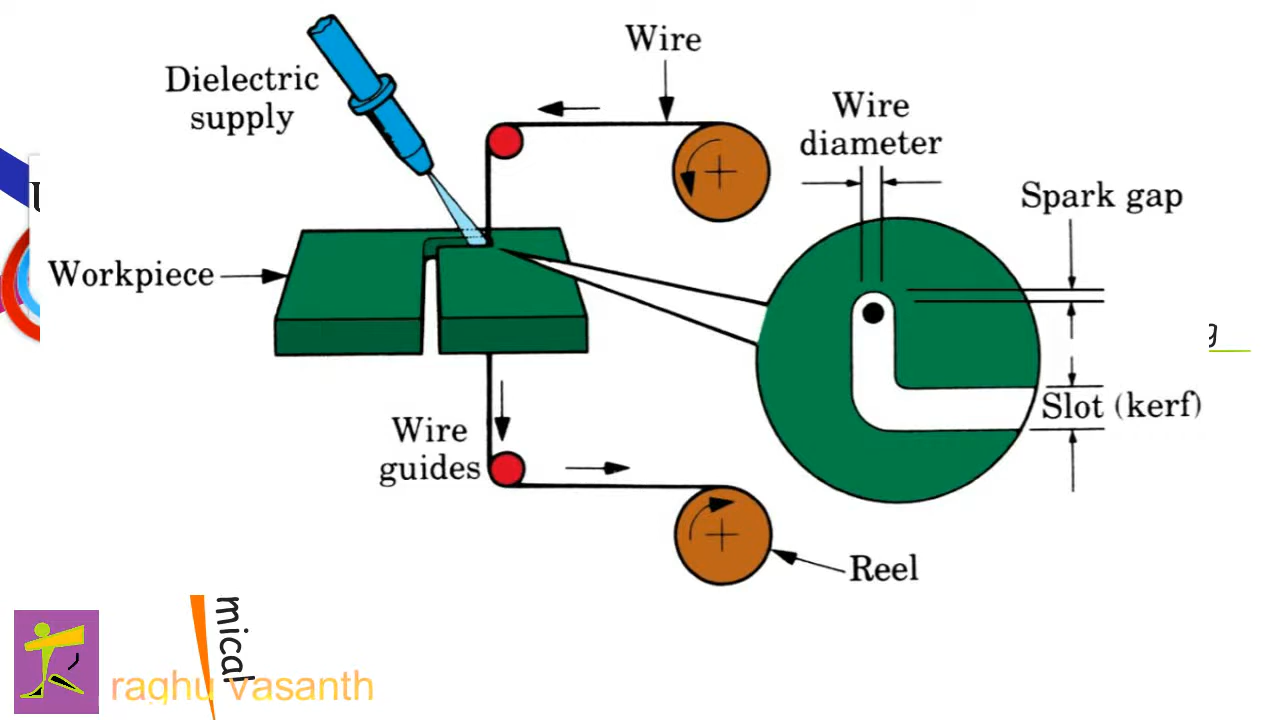 Wire
Dielectric
supply
Wire
diameter
Spark gap
Workpiece
Slot (kerf)
Wire
guides
Reel
mical
raghu vasanth